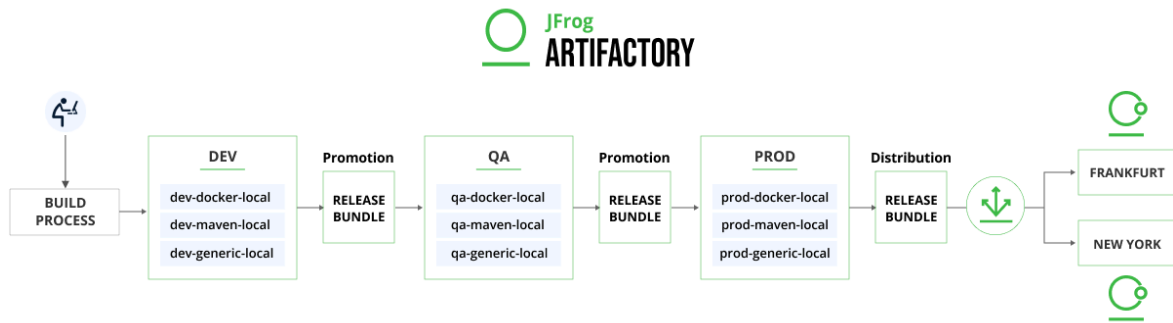 JFrog
ARTIFACTORY
BUILD
PROCESS
DEV
dev-docker-local
dev-maven-local
dev-generic-local
Promotion
RELEASE
BUNDLE
QA
qa-docker-local
qa-maven-local
qa-generic-local
Promotion
RELEASE
BUNDLE
PROD
prod-docker-local
prod-maven-local
prod-generic-local
Distribution
RELEASE
BUNDLE
FRANKFURT
NEW YORK